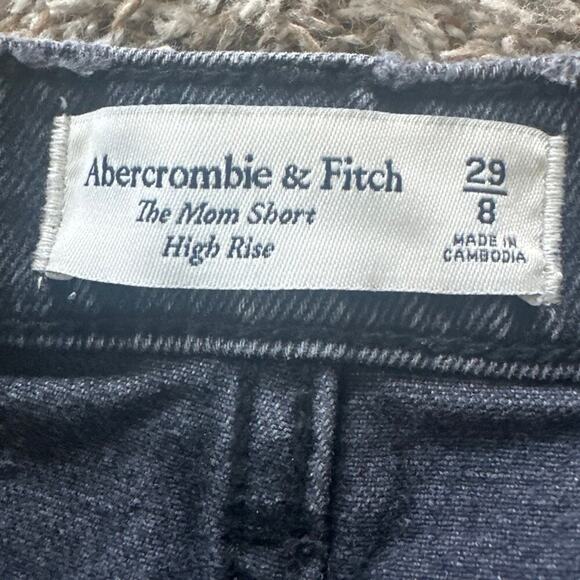 Abercrombie & Fitch
The Mom Short
High Rise
29
8
MADE IN
CAMBODIA